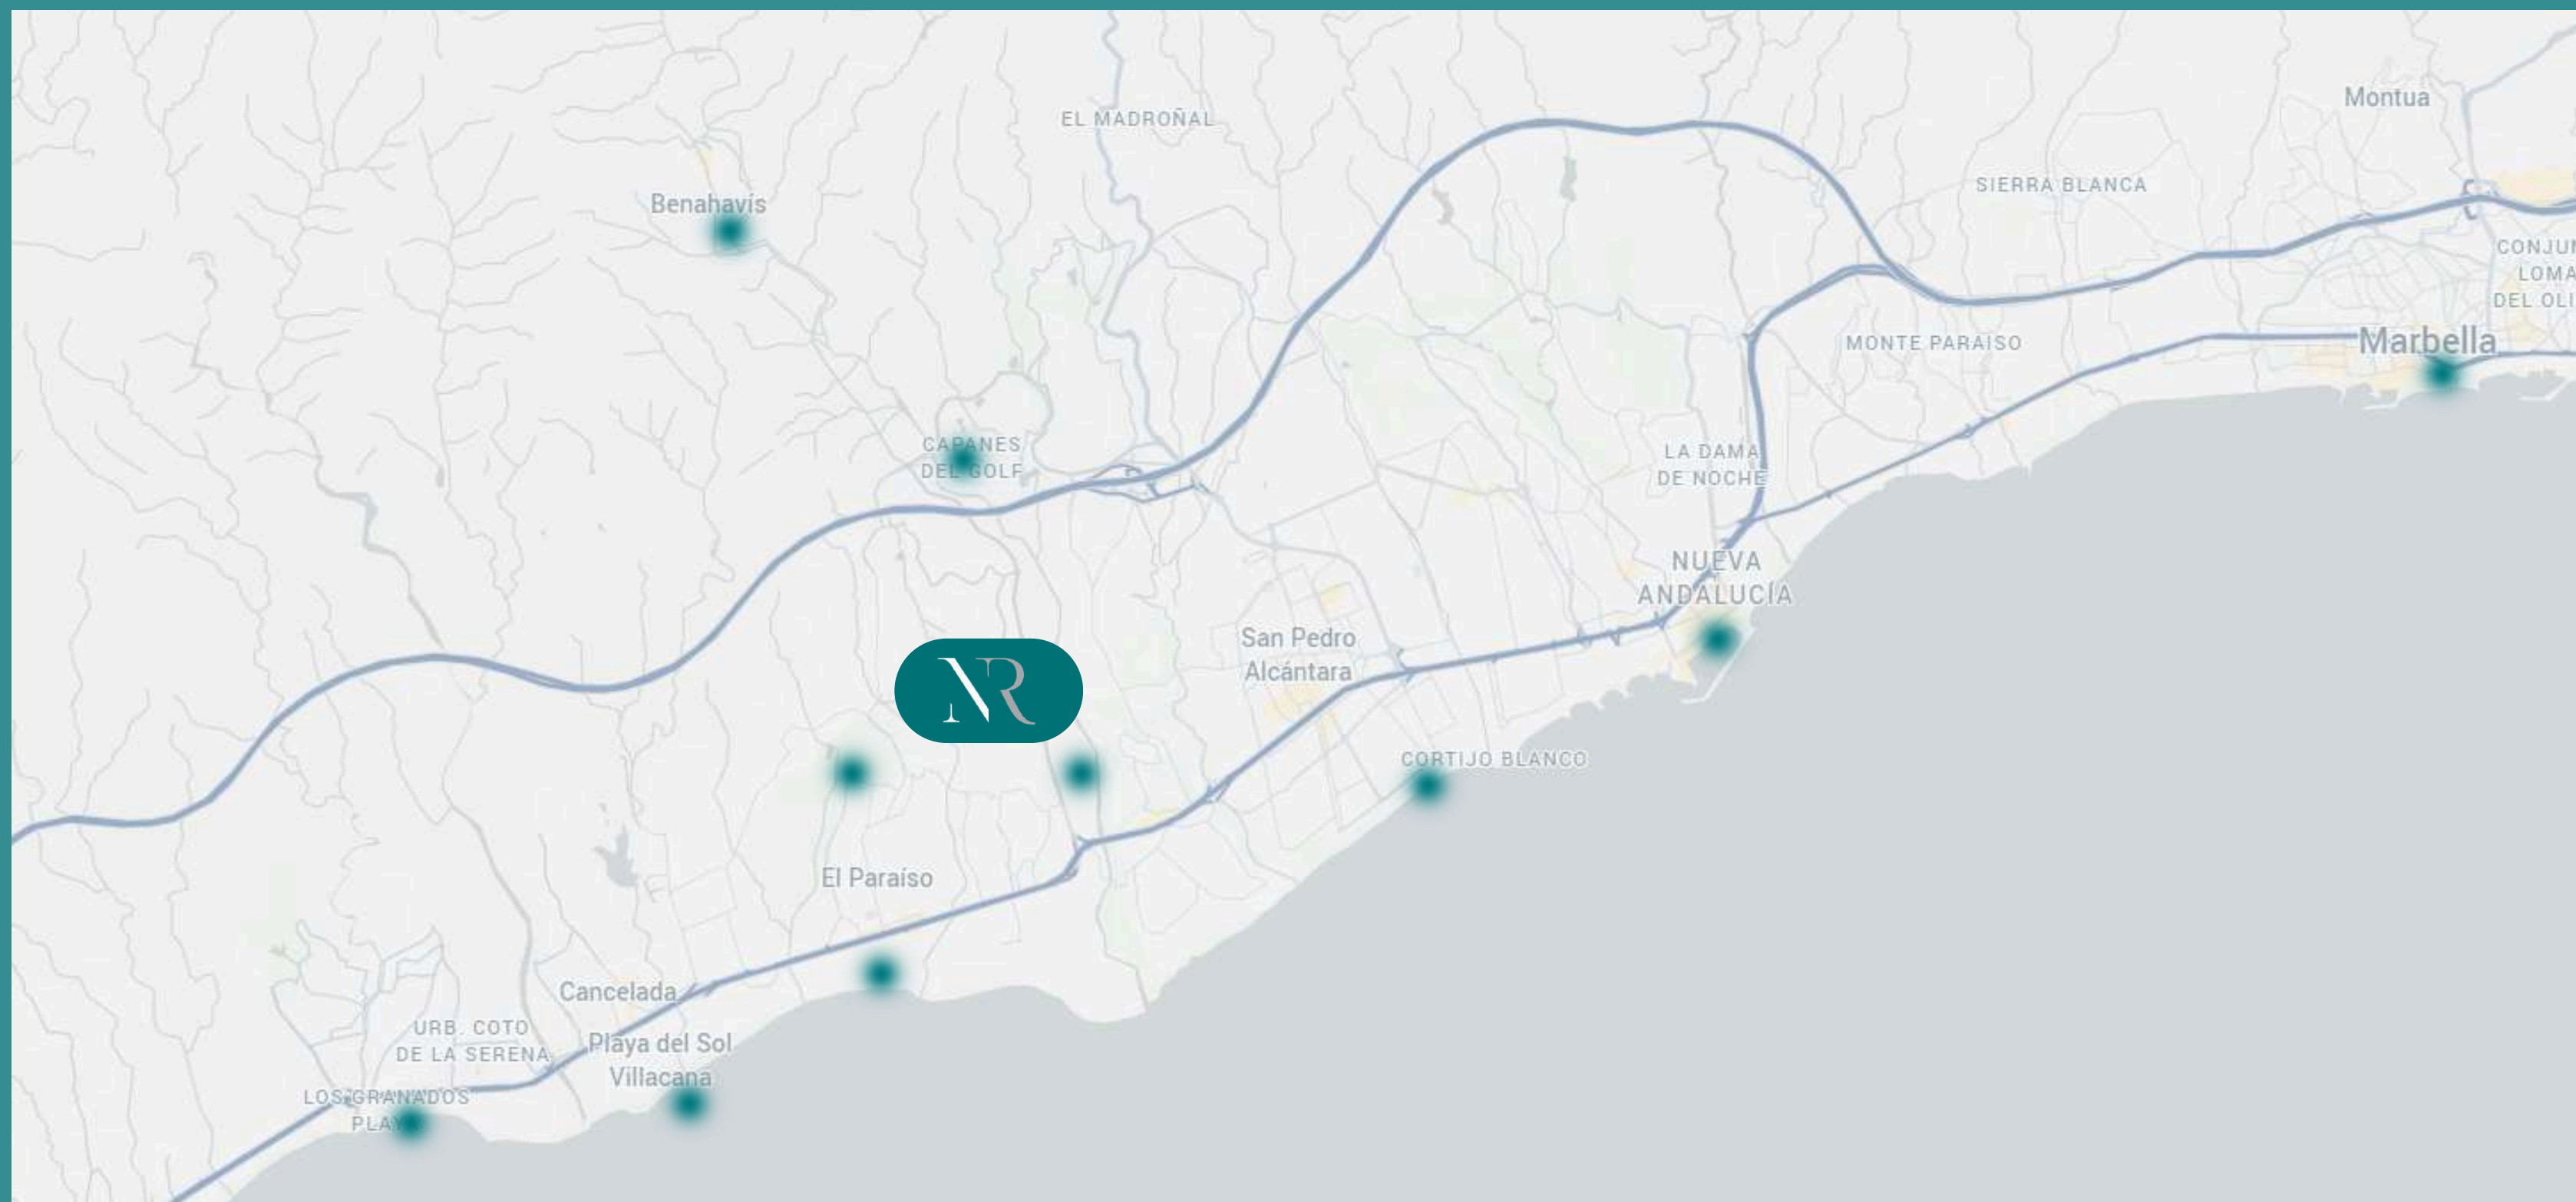 EL MADROÑAL
Montua
SIERRA BLANCA
Benahavís
CONJUN
LOMA
DEL OLI
MONTE PARAISO
Marbella
CAPANES
DEL GOLF
LA DAMA
DE NOCHE
NUEVA
ANDALUCÍA
San Pedro
Alcántara
NR
CORTIJO BLANCO
El Paraíso
Cancelada
URB. COTO
DE LA SERENA
Playa del Sol
Villacana
LOS GRANADOS